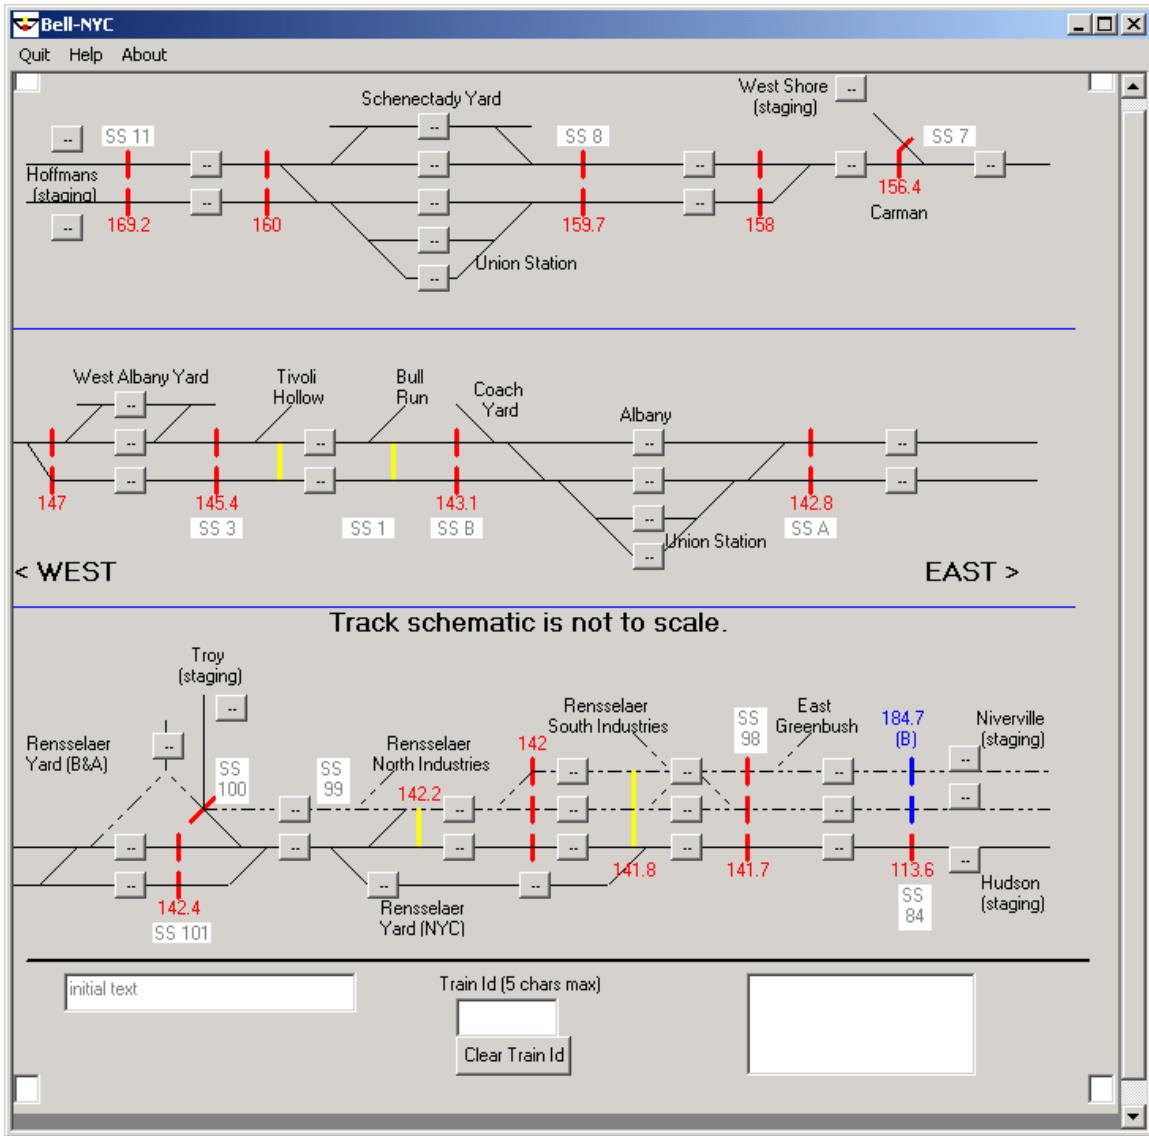 Bell-NYC
Quit Help About
Schenectady Yard
West Shore
(staging)
--
--
--
SS 11
SS 8
SS 7
-- -- -- -- --
Hoffmans
(staging)
156.4
-- -- --
Carman
169.2 160 159.7 158
--
--
Union Station
--
West Albany Yard
Tivoli
Hollow
Bull
Run
Coach
Yard
Albany
--
-- -- -- --
-- -- -- --
147 145.4 143.1 142.8
SS 3 SS 1 SS B SS A
--
Union Station
--
< WEST EAST >
Track schematic is not to scale.
Troy
(staging)
--
Rensselaer
Yard (B&A)
--
SS
100
SS
99
Rensselaer
North Industries
142
Rensselaer
South Industries
SS
98
East
Greenbush
184.7
(B)
Niverville
(staging)
-- -- -- --
142.2
-- -- -- -- -- --
-- -- -- -- -- -- --
141.8 141.7 113.6
-- -- --
142.4
SS 101
Rensselaer
Yard (NYC)
SS
84
Hudson
(staging)
initial text
Train Id (5 chars max)
Clear Train Id